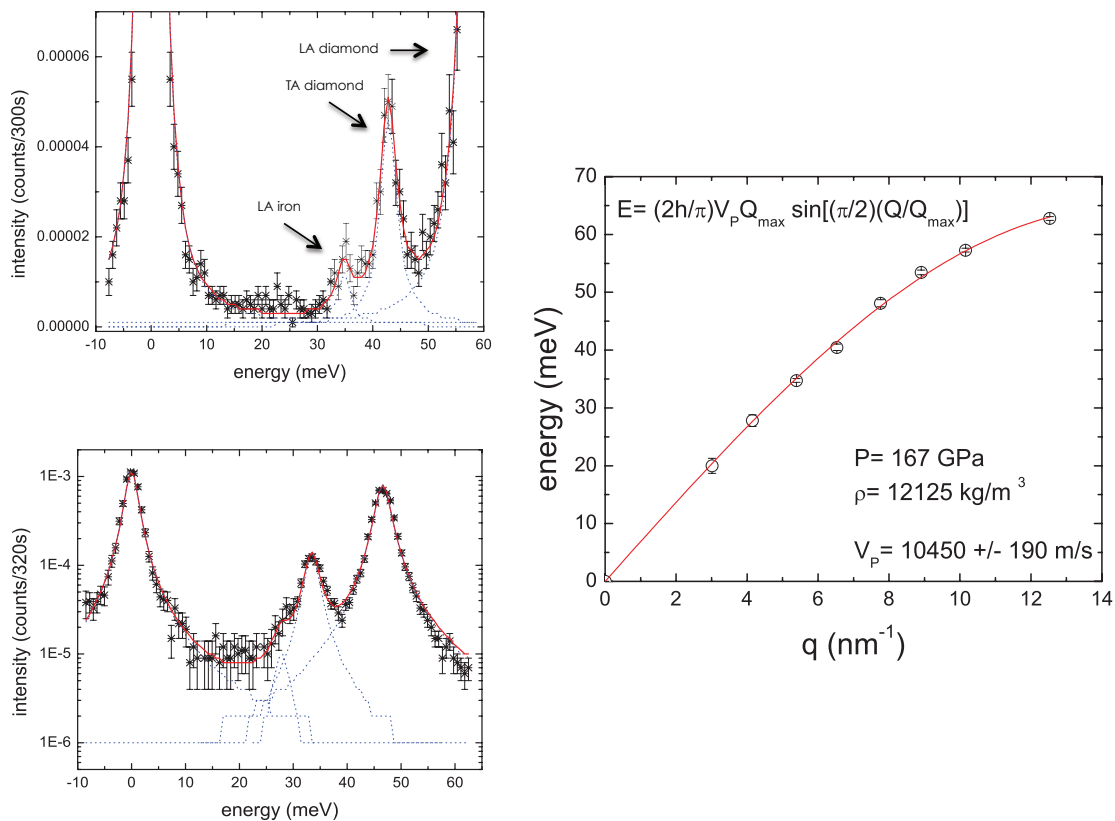 LA diamond
TA diamond
LA iron
0.00006
0.00004
0.00002
0.00000
intensity (counts/300s)
-10 0 10 20 30 40 50 60
energy (meV)
1E-3
1E-4
1E-5
1E-6
intensity (counts/320s)
-10 0 10 20 30 40 50 60
energy (meV)
70
60
50
40
30
20
10
0
energy (meV)
E= (2h/π)V_PQ_max sin[(π/2)(Q/Q_max)]
P= 167 GPa
ρ= 12125 kg/m³
V_P= 10450 +/- 190 m/s
0 2 4 6 8 10 12 14
q (nm⁻¹)